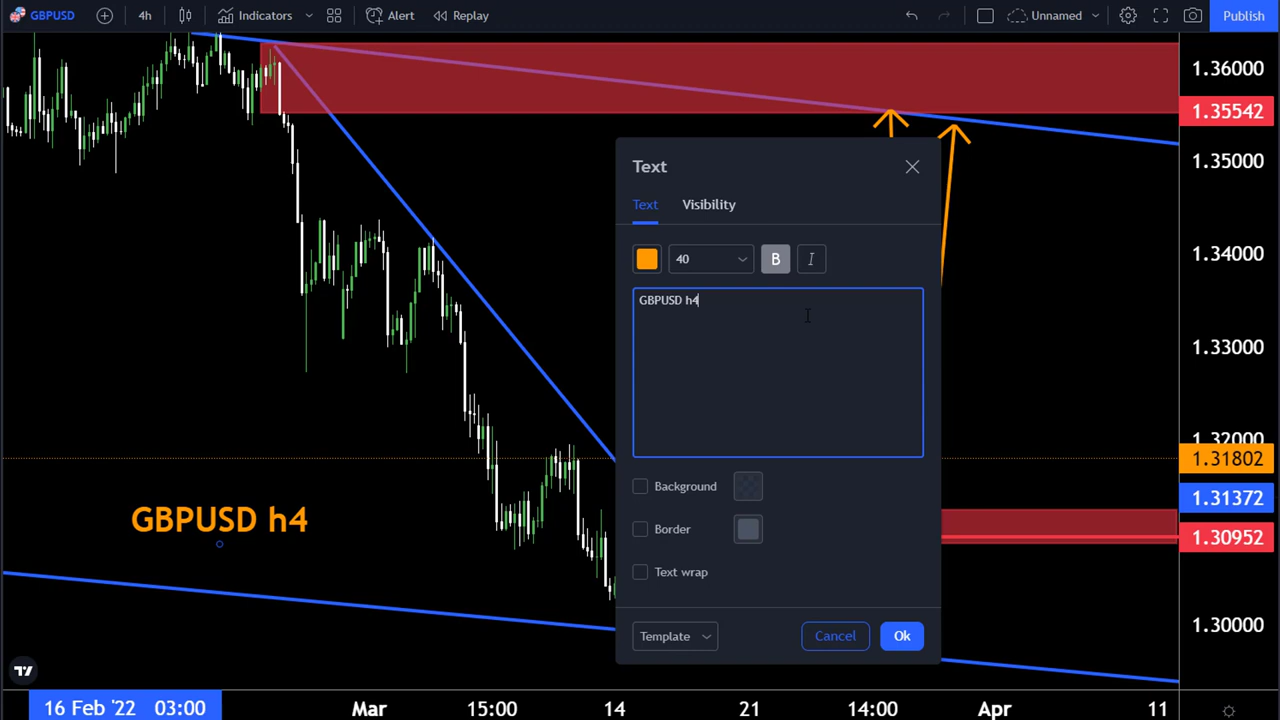 GBPUSD 4h Indicators Alert Replay Unnamed Publish
1.36000
1.35542
1.35000
1.34000
1.33000
1.32000
1.31802
1.31372
1.30952
1.30000
Text
Text Visibility
40 B I
GBPUSD h4
Background
Border
Text wrap
Template Cancel Ok
GBPUSD h4
16 Feb '22 03:00 Mar 15:00 14 21 14:00 Apr 11